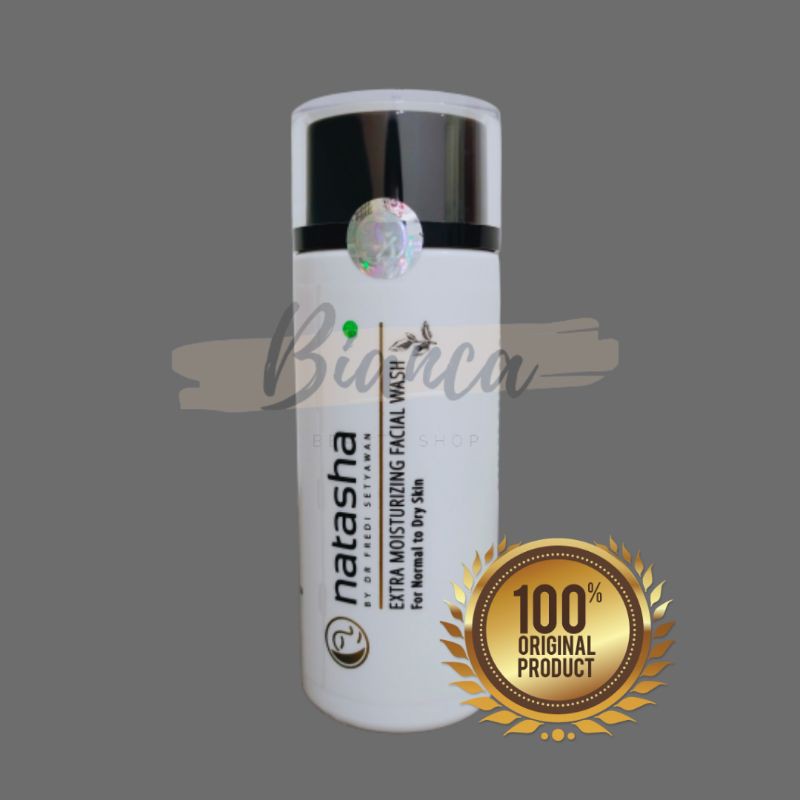 Bianca
BEAUTY SHOP
natasha
BY DR FREDI SETYAWAN
EXTRA MOISTURIZING FACIAL WASH
For Normal to Dry Skin
100%
ORIGINAL
PRODUCT